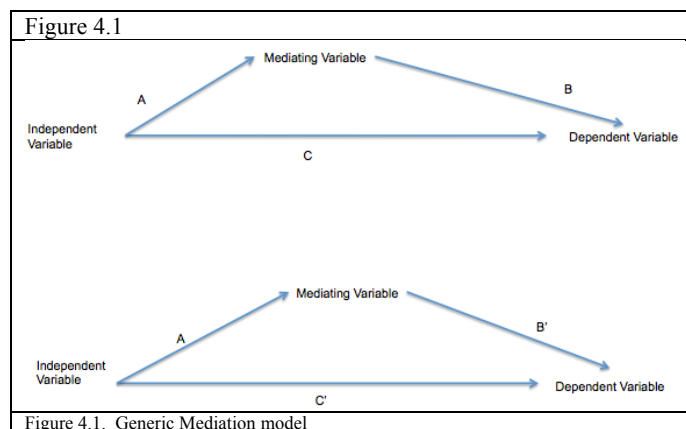 Figure 4.1
Mediating Variable
A
B
Independent
Variable
Dependent Variable
C
Mediating Variable
A
B'
Independent
Variable
Dependent Variable
C'
Figure 4.1. Generic Mediation model